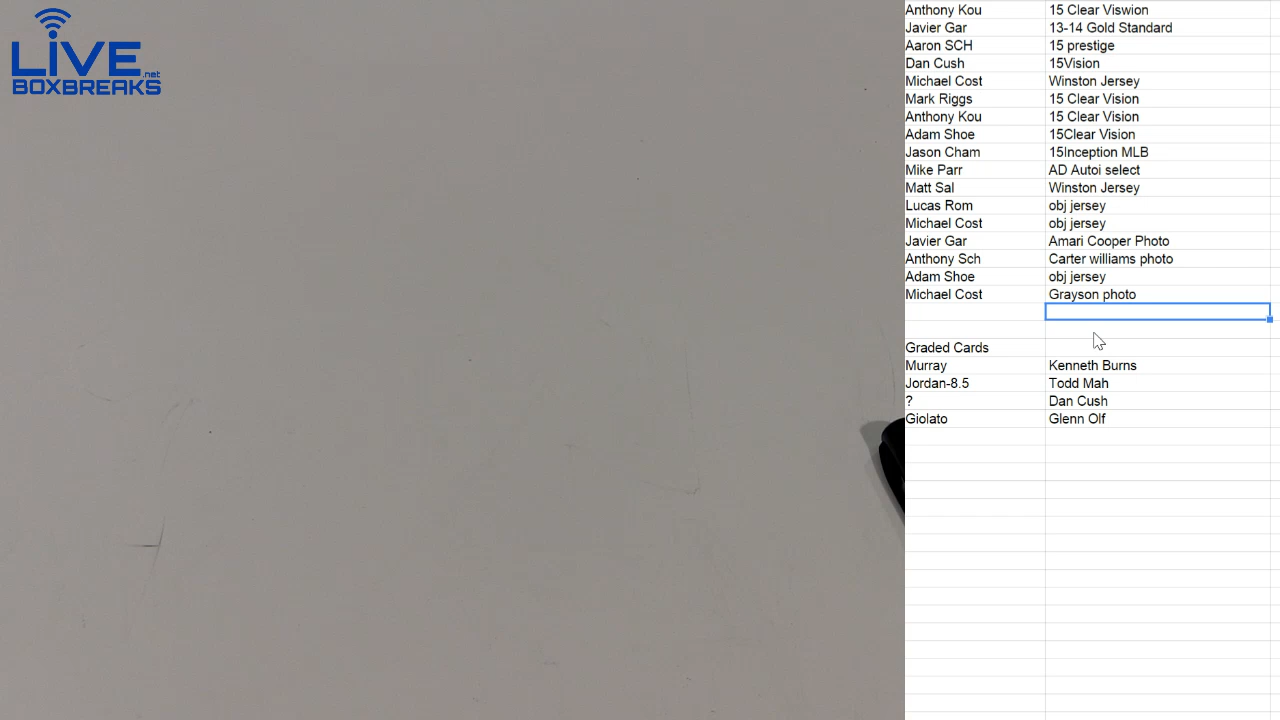 LIVE.net
BOXBREAKS
Anthony Kou 15 Clear Viswion
Javier Gar 13-14 Gold Standard
Aaron SCH 15 prestige
Dan Cush 15Vision
Michael Cost Winston Jersey
Mark Riggs 15 Clear Vision
Anthony Kou 15 Clear Vision
Adam Shoe 15Clear Vision
Jason Cham 15Inception MLB
Mike Parr AD Autoi select
Matt Sal Winston Jersey
Lucas Rom obj jersey
Michael Cost obj jersey
Javier Gar Amari Cooper Photo
Anthony Sch Carter williams photo
Adam Shoe obj jersey
Michael Cost Grayson photo
Graded Cards
Murray Kenneth Burns
Jordan-8.5 Todd Mah
? Dan Cush
Giolato Glenn Olf